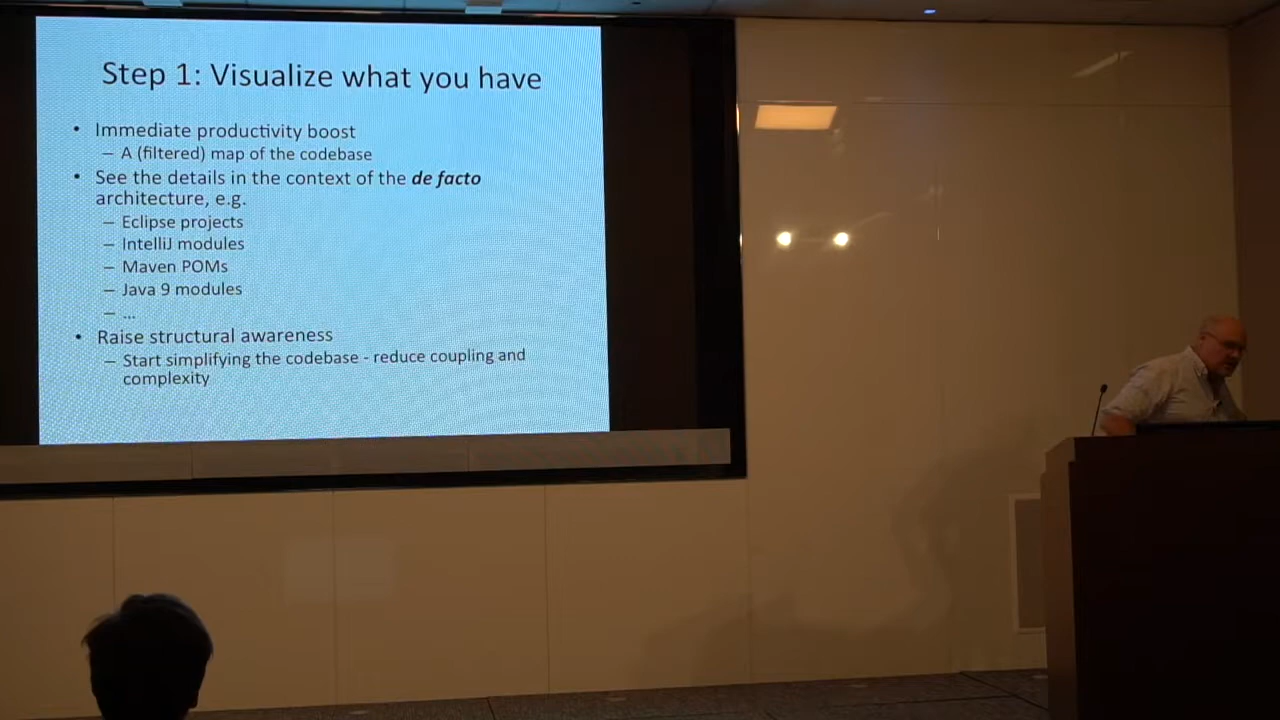 Step 1: Visualize what you have
• Immediate productivity boost
– A (filtered) map of the codebase
• See the details in the context of the de facto
architecture, e.g.
– Eclipse projects
– IntelliJ modules
– Maven POMs
– Java 9 modules
– ...
• Raise structural awareness
– Start simplifying the codebase - reduce coupling and
complexity